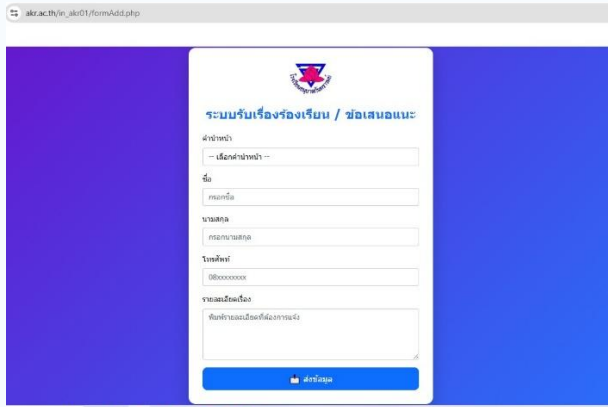 akr.ac.th/in_akr01/formAdd.php
ระบบรับเรื่องร้องเรียน / ข้อเสนอแนะ
คำนำหน้า
-- เลือกคำนำหน้า --
ชื่อ
กรอกชื่อ
นามสกุล
กรอกนามสกุล
โทรศัพท์
08xxxxxxxx
รายละเอียดเรื่อง
พิมพ์รายละเอียดที่ต้องการแจ้ง
ส่งข้อมูล